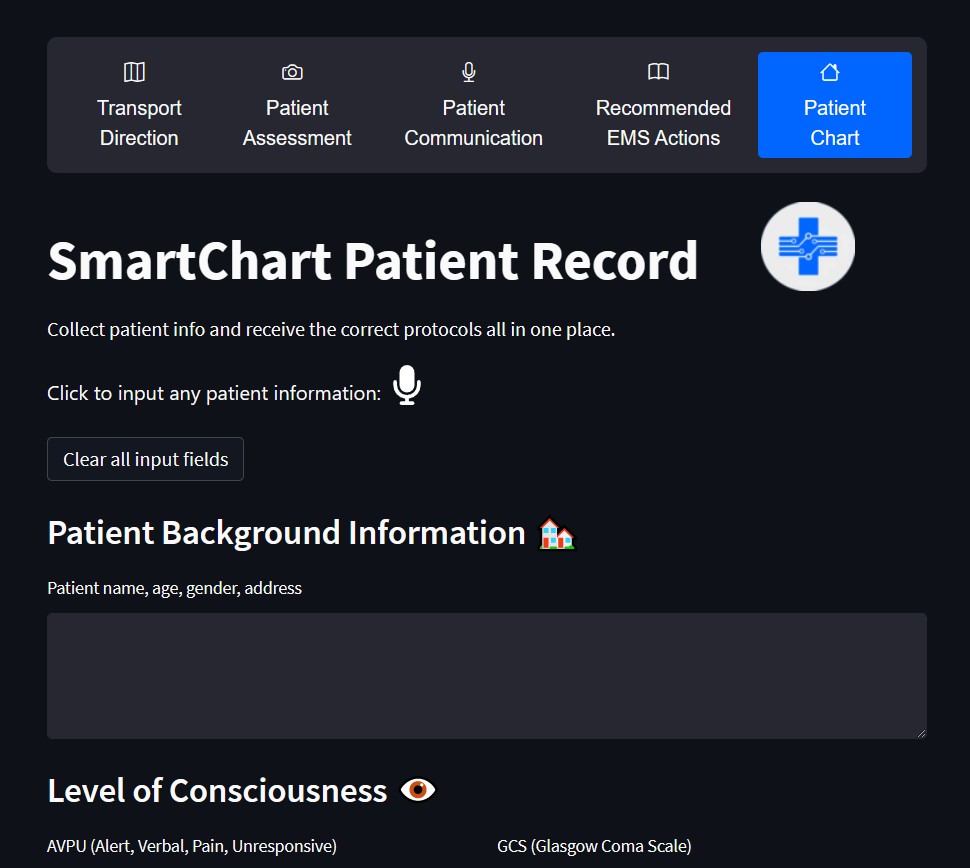 Transport
Direction
Patient
Assessment
Patient
Communication
Recommended
EMS Actions
Patient
Chart
SmartChart Patient Record
Collect patient info and receive the correct protocols all in one place.
Click to input any patient information:
Clear all input fields
Patient Background Information
Patient name, age, gender, address
Level of Consciousness
AVPU (Alert, Verbal, Pain, Unresponsive)
GCS (Glasgow Coma Scale)